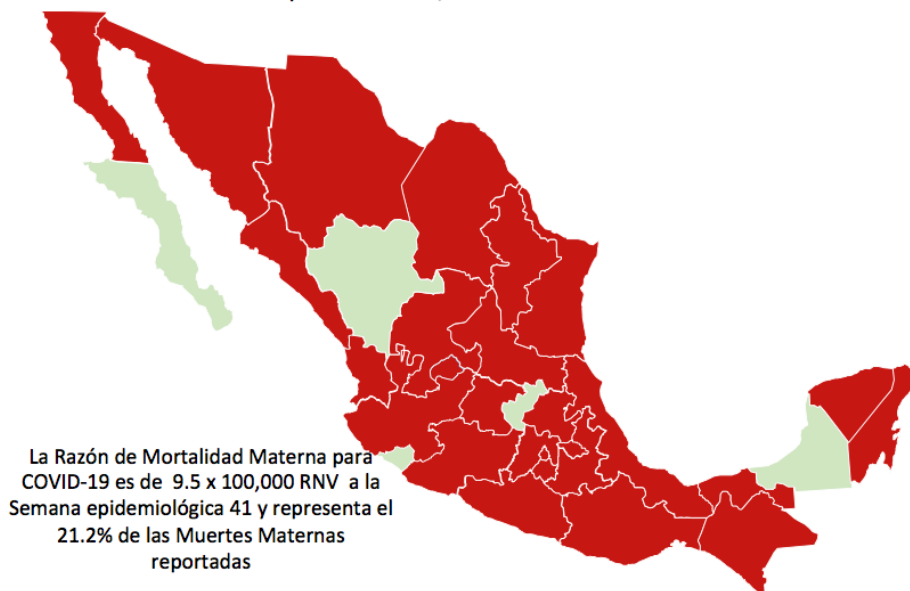 La Razón de Mortalidad Materna para
COVID-19 es de 9.5 x 100,000 RNV a la
Semana epidemiológica 41 y representa el
21.2% de las Muertes Maternas
reportadas